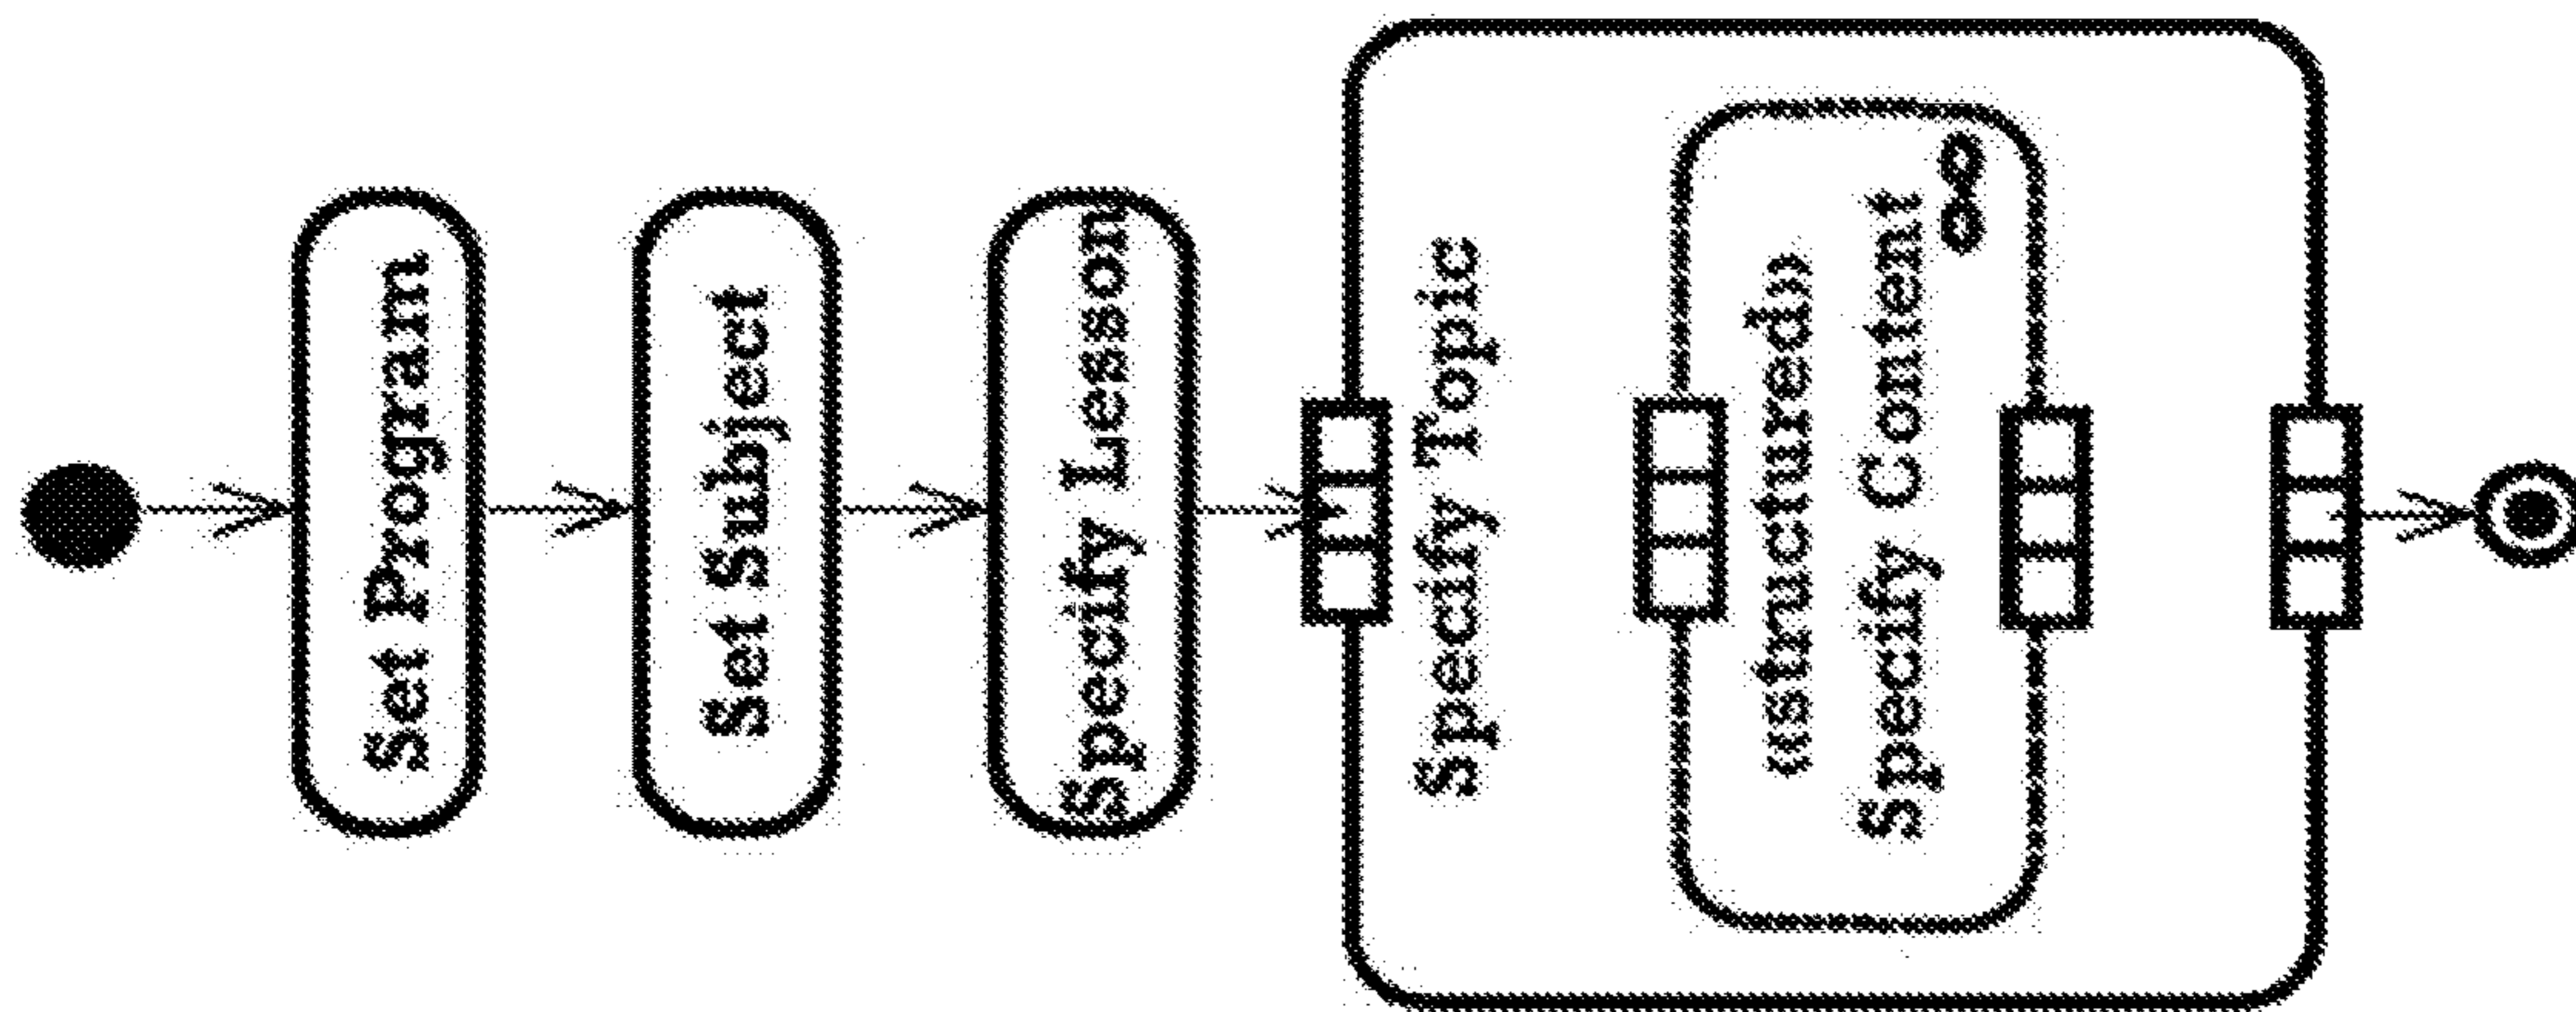 Set Program
Set Subject
Specify Lesson
Specify Topic
«structured»
Specify Content